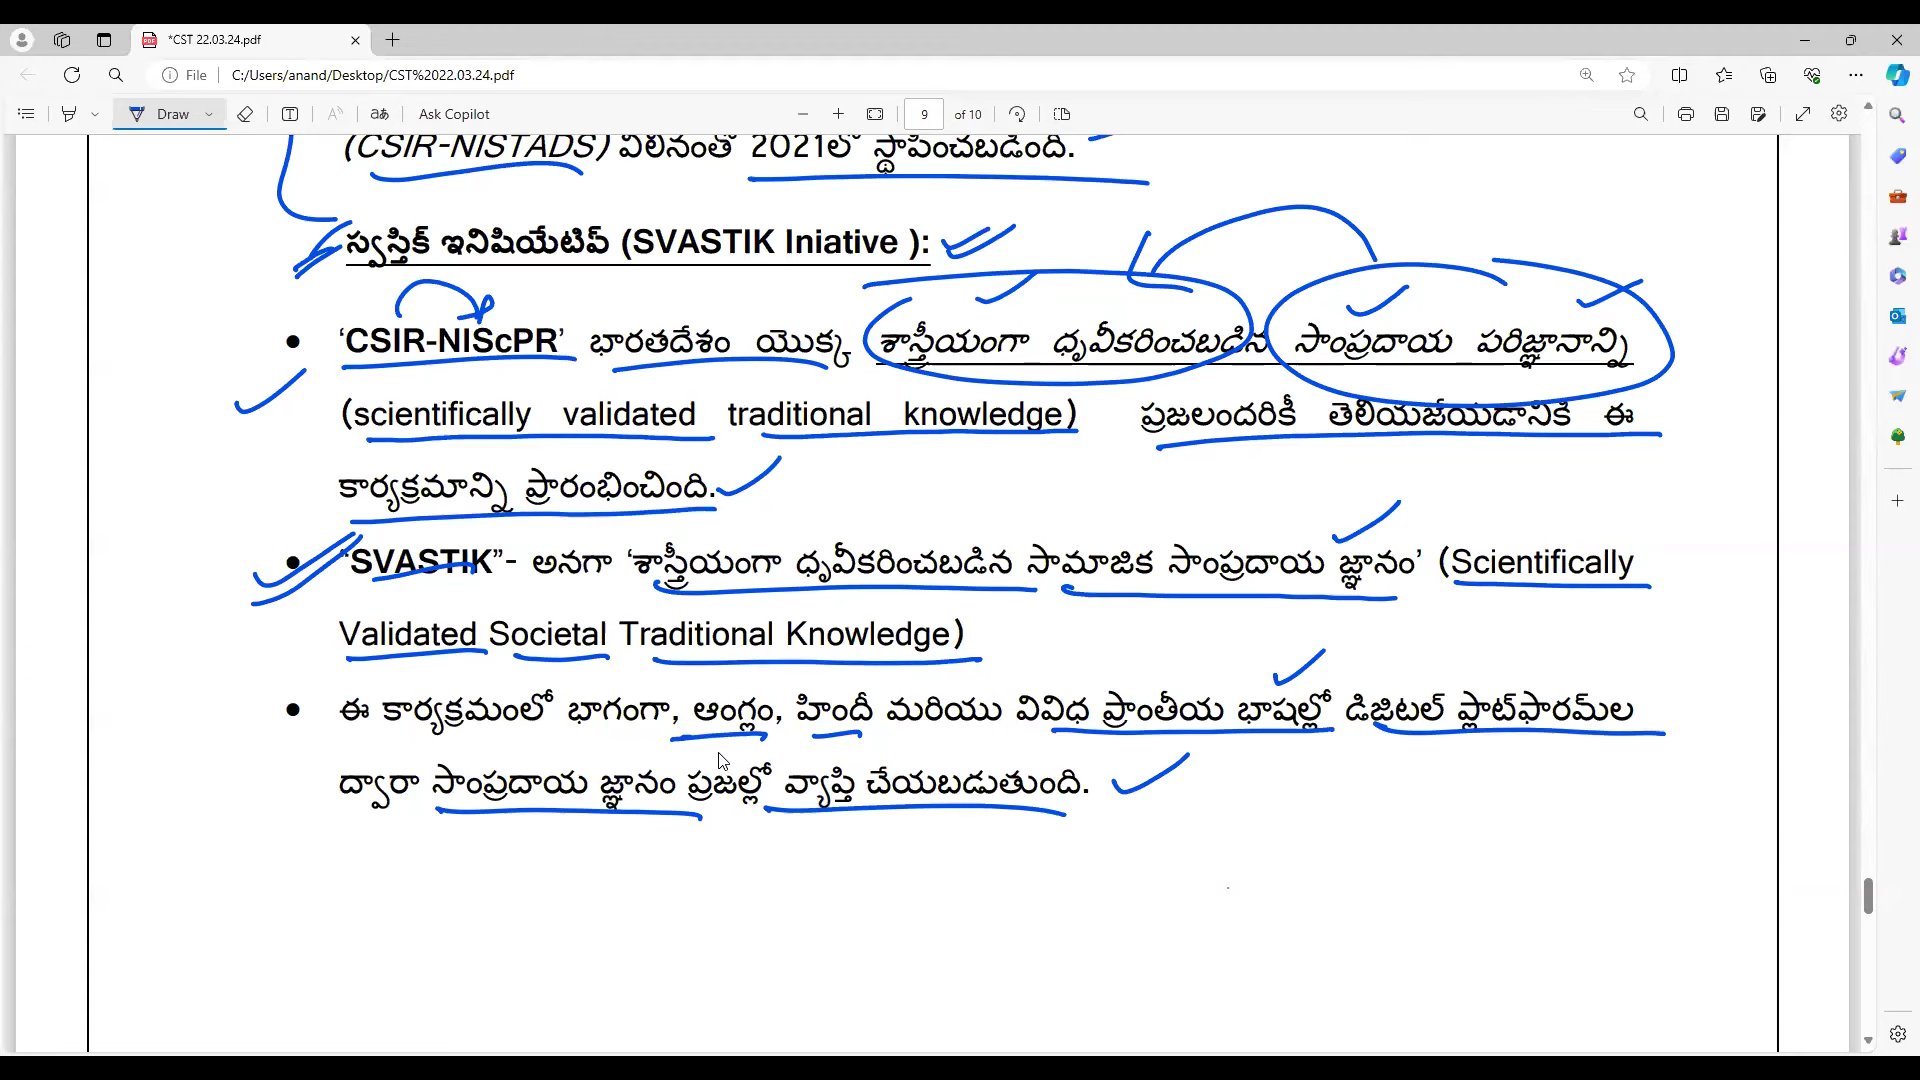 *CST 22.03.24.pdf
File C:/Users/anand/Desktop/CST%2022.03.24.pdf
Draw aあ Ask Copilot 9 of 10
(CSIR-NISTADS) విలీనంతో 2021లో స్థాపించబడింది.
స్వస్తిక్ ఇనిషియేటివ్ (SVASTIK Iniative ):
• ‘CSIR-NIScPR’ భారతదేశం యొక్క శాస్త్రీయంగా ధృవీకరించబడిన సాంప్రదాయ పరిజ్ఞానాన్ని
(scientifically validated traditional knowledge) ప్రజలందరికీ తెలియజేయడానికి ఈ
కార్యక్రమాన్ని ప్రారంభించింది.
• “SVASTIK”- అనగా ‘శాస్త్రీయంగా ధృవీకరించబడిన సామాజిక సాంప్రదాయ జ్ఞానం’ (Scientifically
Validated Societal Traditional Knowledge)
• ఈ కార్యక్రమంలో భాగంగా, ఆంగ్లం, హిందీ మరియు వివిధ ప్రాంతీయ భాషల్లో డిజిటల్ ప్లాట్‌ఫారమ్‌ల
ద్వారా సాంప్రదాయ జ్ఞానం ప్రజల్లో వ్యాప్తి చేయబడుతుంది.